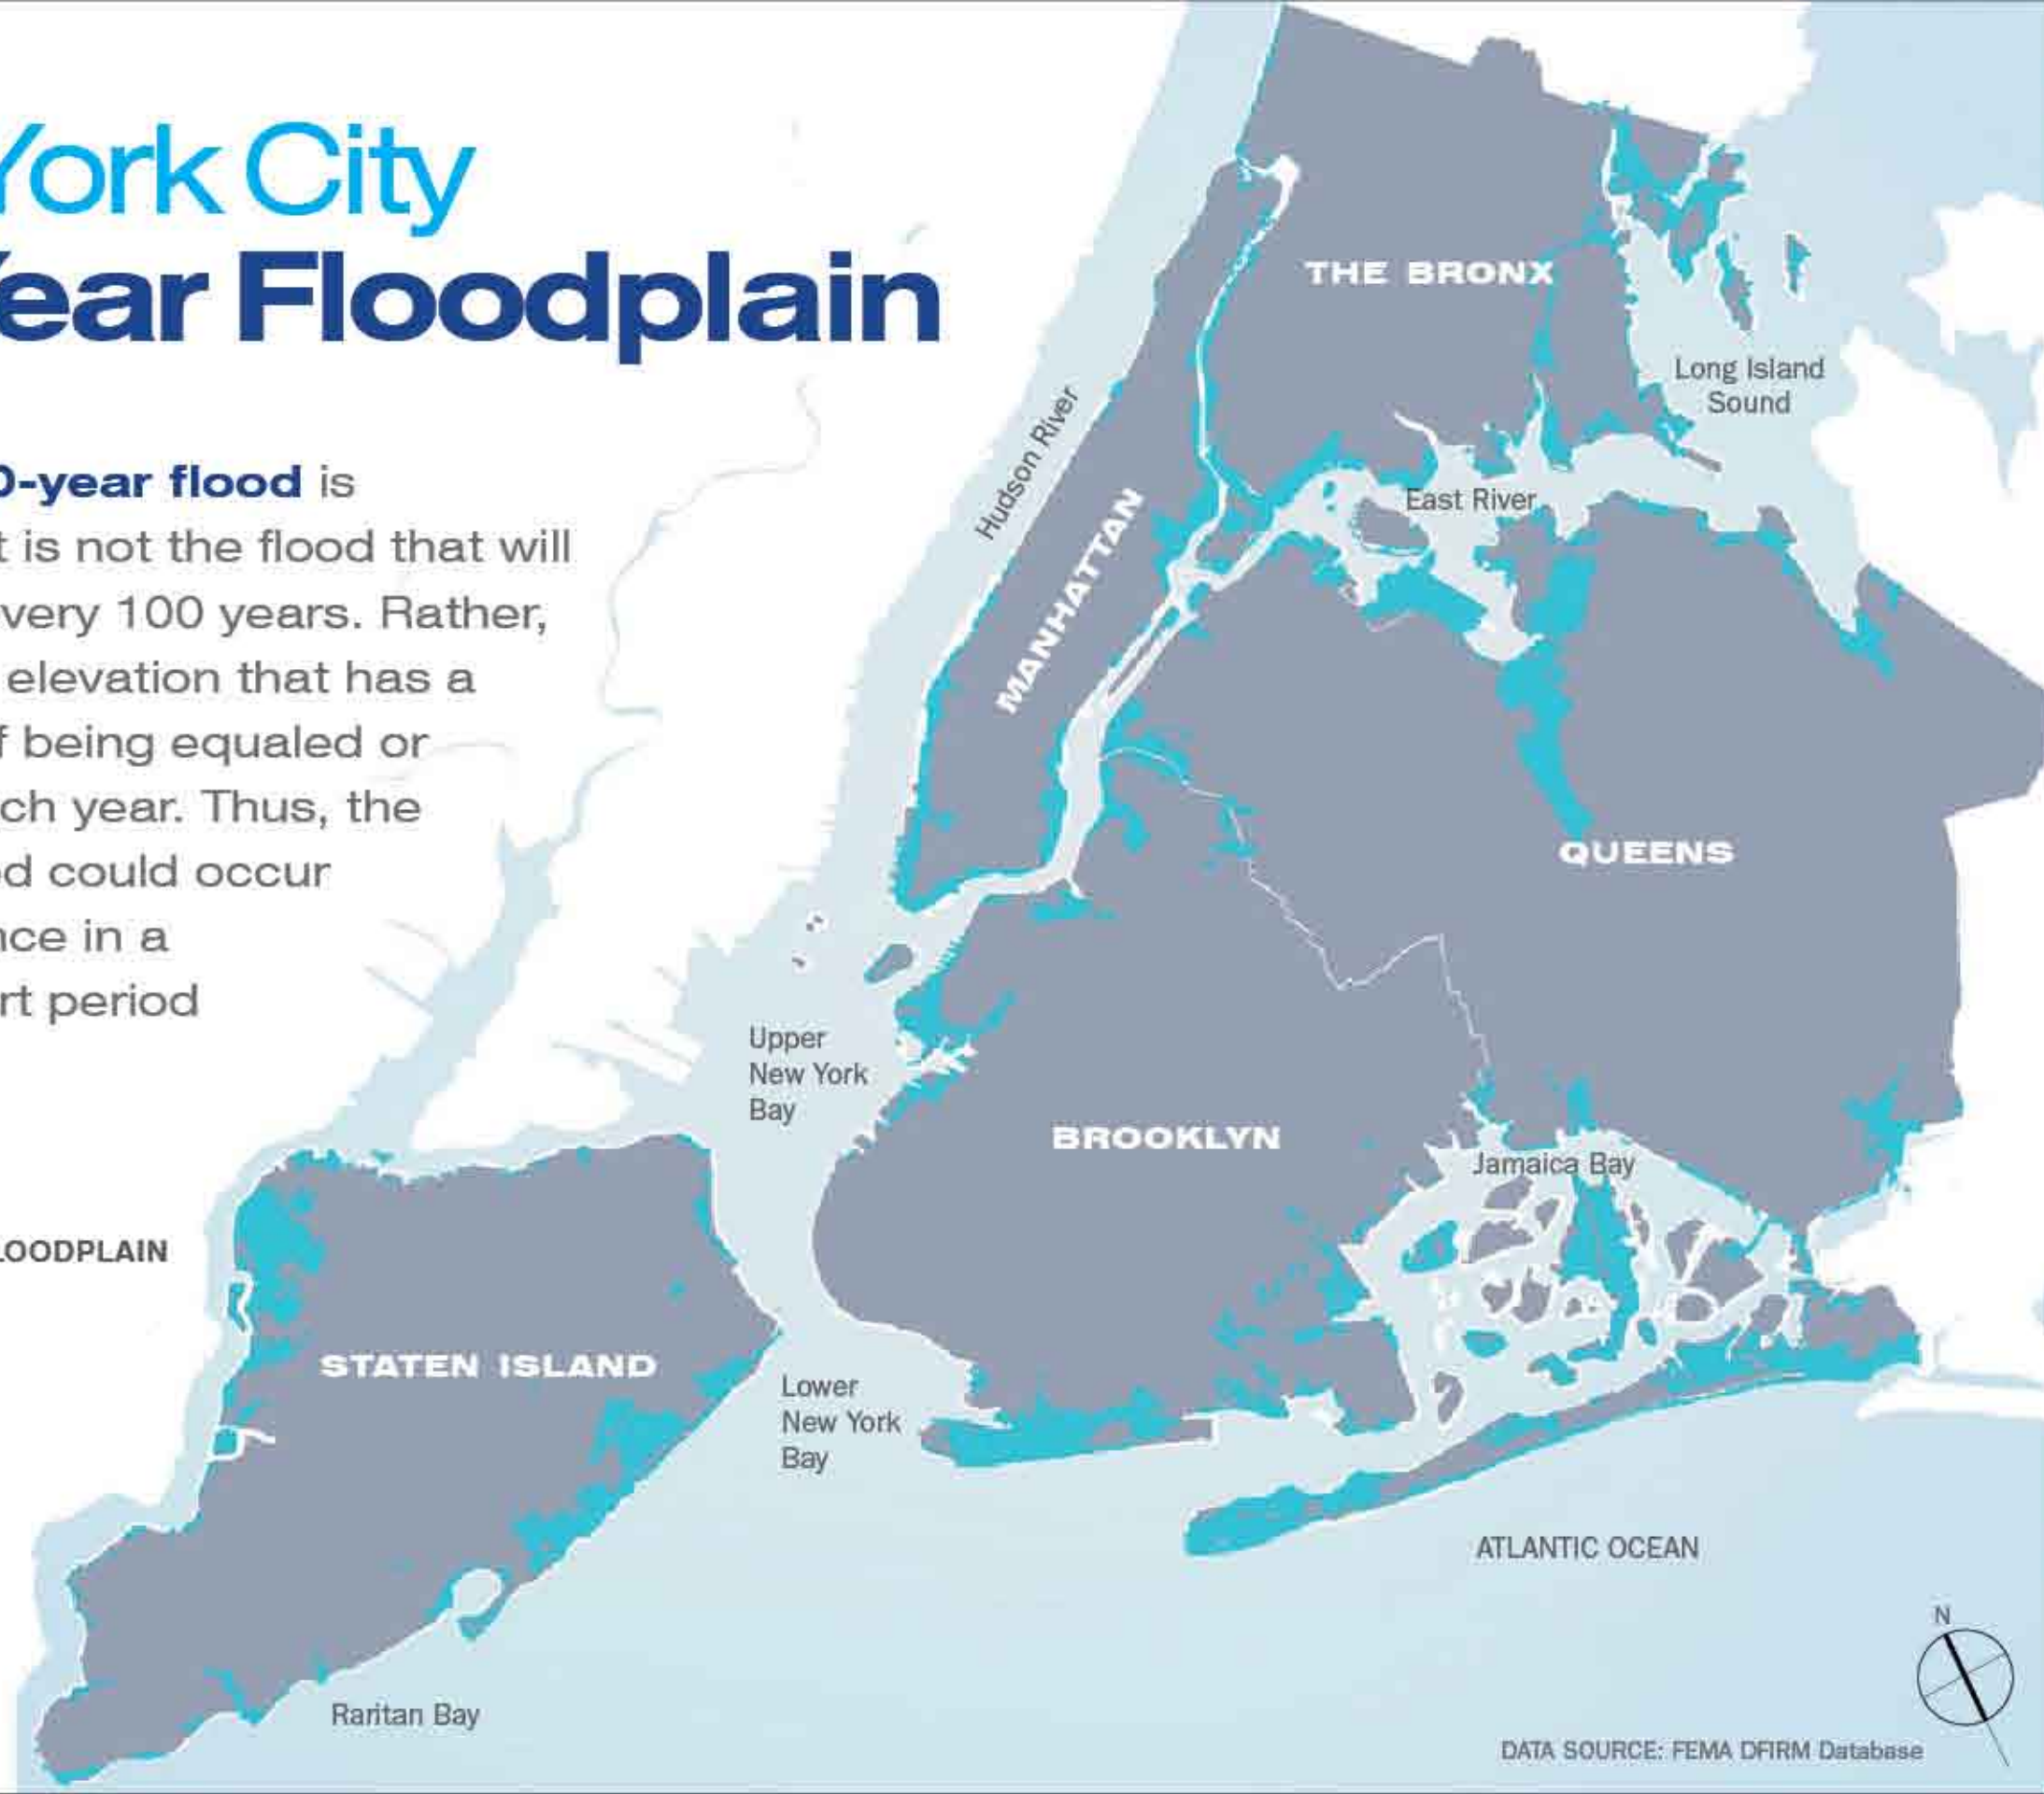 York City
Year Floodplain
0-year flood is
t is not the flood that will
very 100 years. Rather,
elevation that has a
f being equaled or
ch year. Thus, the
od could occur
nce in a
rt period
LOODPLAIN
THE BRONX
Long Island
Sound
Hudson River
East River
MANHATTAN
QUEENS
Upper
New York
Bay
BROOKLYN
Jamaica Bay
STATEN ISLAND
Lower
New York
Bay
ATLANTIC OCEAN
Raritan Bay
N
DATA SOURCE: FEMA DFIRM Database